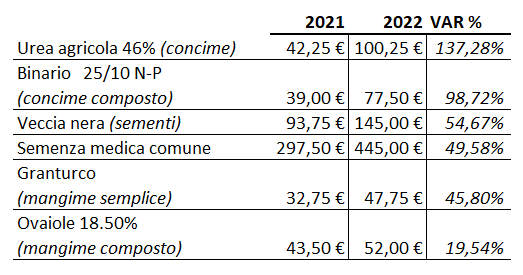 2021 2022 VAR %
Urea agricola 46% (concime) 42,25 € 100,25 € 137,28%
Binario 25/10 N-P
(concime composto) 39,00 € 77,50 € 98,72%
Veccia nera (sementi) 93,75 € 145,00 € 54,67%
Semenza medica comune 297,50 € 445,00 € 49,58%
Granturco
(mangime semplice) 32,75 € 47,75 € 45,80%
Ovaiole 18.50%
(mangime composto) 43,50 € 52,00 € 19,54%